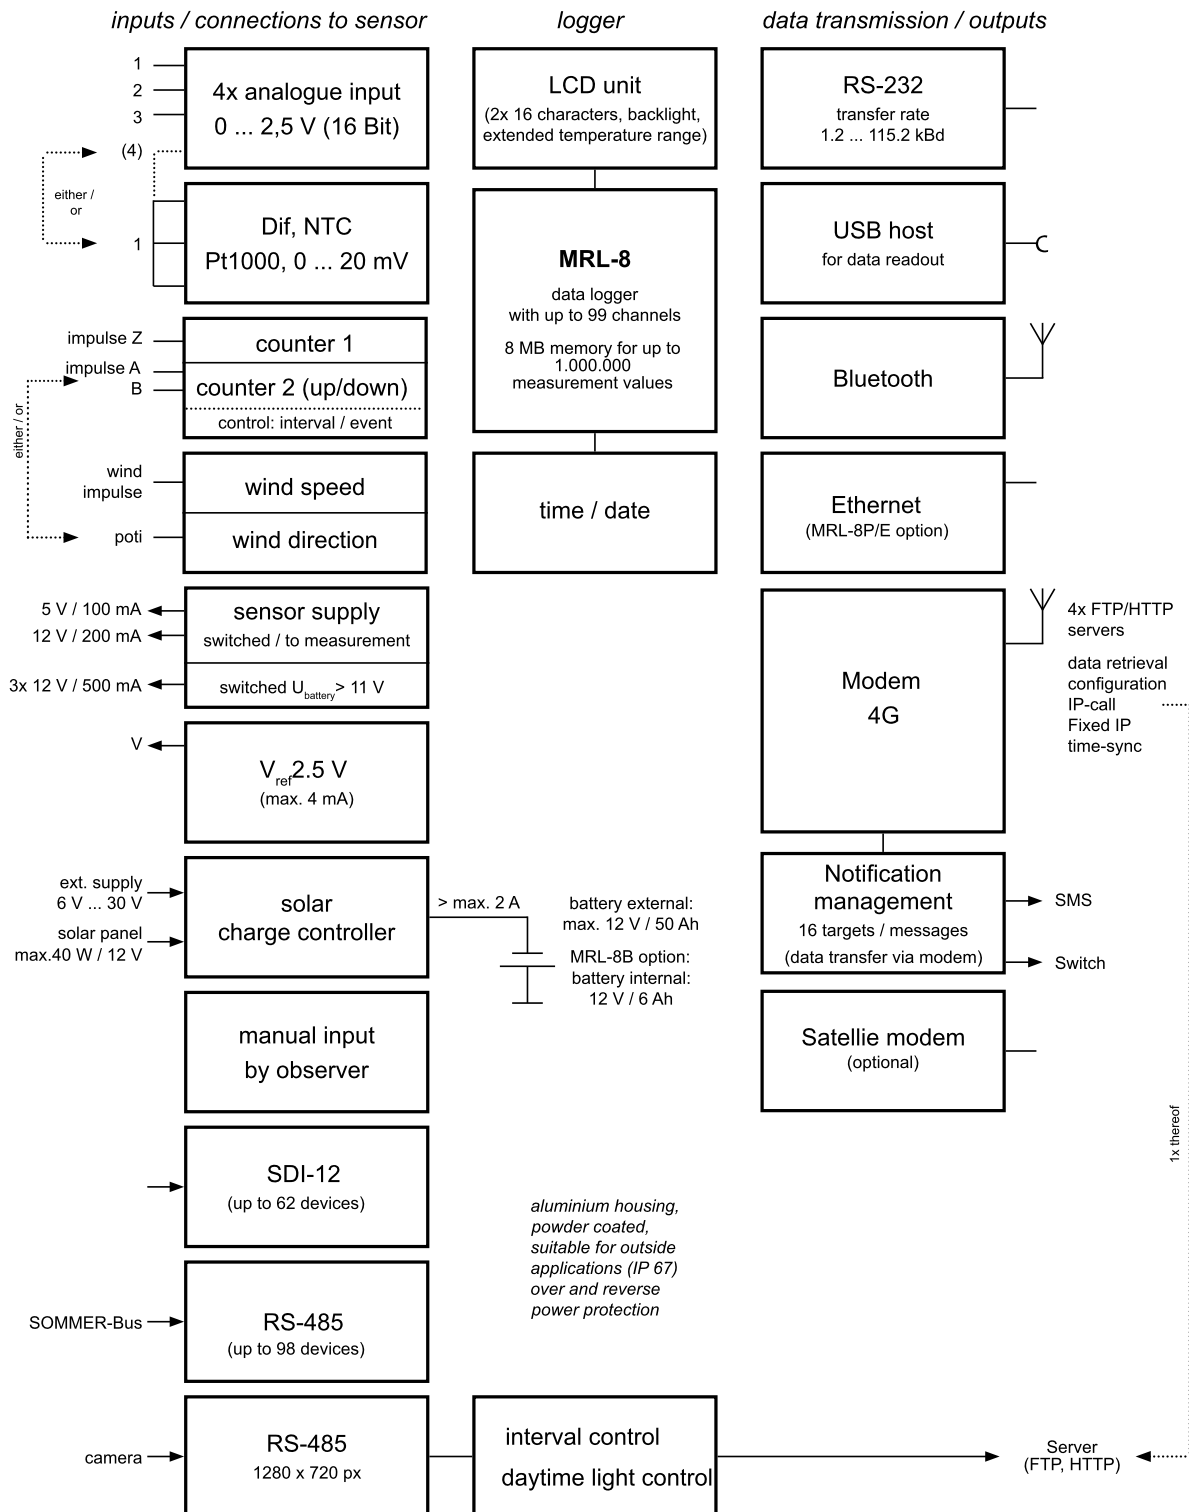 inputs / connections to sensor
1
2
3
(4)
4x analogue input
0 ... 2,5 V (16 Bit)
either /
or
1
Dif, NTC
Pt1000, 0 ... 20 mV
impulse Z
impulse A
B
counter 1
counter 2 (up/down)
control: interval / event
either / or
wind
impulse
poti
wind speed
wind direction
5 V / 100 mA
12 V / 200 mA
3x 12 V / 500 mA
sensor supply
switched / to measurement
switched Ubattery> 11 V
V
Vref2.5 V
(max. 4 mA)
ext. supply
6 V ... 30 V
solar panel
max.40 W / 12 V
solar
charge controller
> max. 2 A
battery external:
max. 12 V / 50 Ah
MRL-8B option:
battery internal:
12 V / 6 Ah
manual input
by observer
SDI-12
(up to 62 devices)
SOMMER-Bus
RS-485
(up to 98 devices)
camera
RS-485
1280 x 720 px
logger
LCD unit
(2x 16 characters, backlight,
extended temperature range)
MRL-8
data logger
with up to 99 channels
8 MB memory for up to
1.000.000
measurement values
time / date
aluminium housing,
powder coated,
suitable for outside
applications (IP 67)
over and reverse
power protection
interval control
daytime light control
data transmission / outputs
RS-232
transfer rate
1.2 ... 115.2 kBd
USB host
for data readout
Bluetooth
Ethernet
(MRL-8P/E option)
Modem
4G
4x FTP/HTTP
servers
data retrieval
configuration
IP-call
Fixed IP
time-sync
Notification
management
16 targets / messages
(data transfer via modem)
SMS
Switch
Satellie modem
(optional)
1x thereof
Server
(FTP, HTTP)